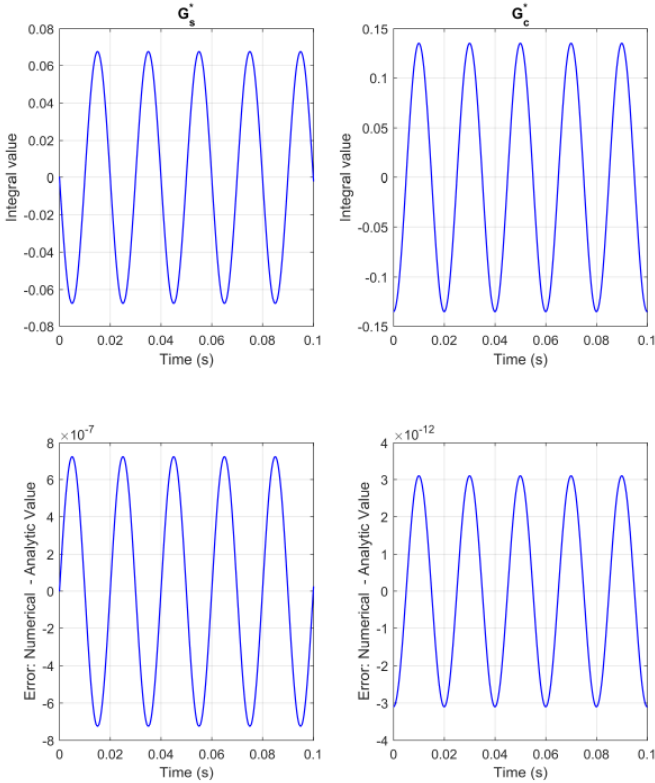 G*s
0.08
0.06
0.04
0.02
0
-0.02
-0.04
-0.06
-0.08
Integral value
0 0.02 0.04 0.06 0.08 0.1
Time (s)
G*c
0.15
0.1
0.05
0
-0.05
-0.1
-0.15
Integral value
0 0.02 0.04 0.06 0.08 0.1
Time (s)
×10-7
8
6
4
2
0
-2
-4
-6
-8
Error: Numerical - Analytic Value
0 0.02 0.04 0.06 0.08 0.1
Time (s)
×10-12
4
3
2
1
0
-1
-2
-3
-4
Error: Numerical - Analytic Value
0 0.02 0.04 0.06 0.08 0.1
Time (s)